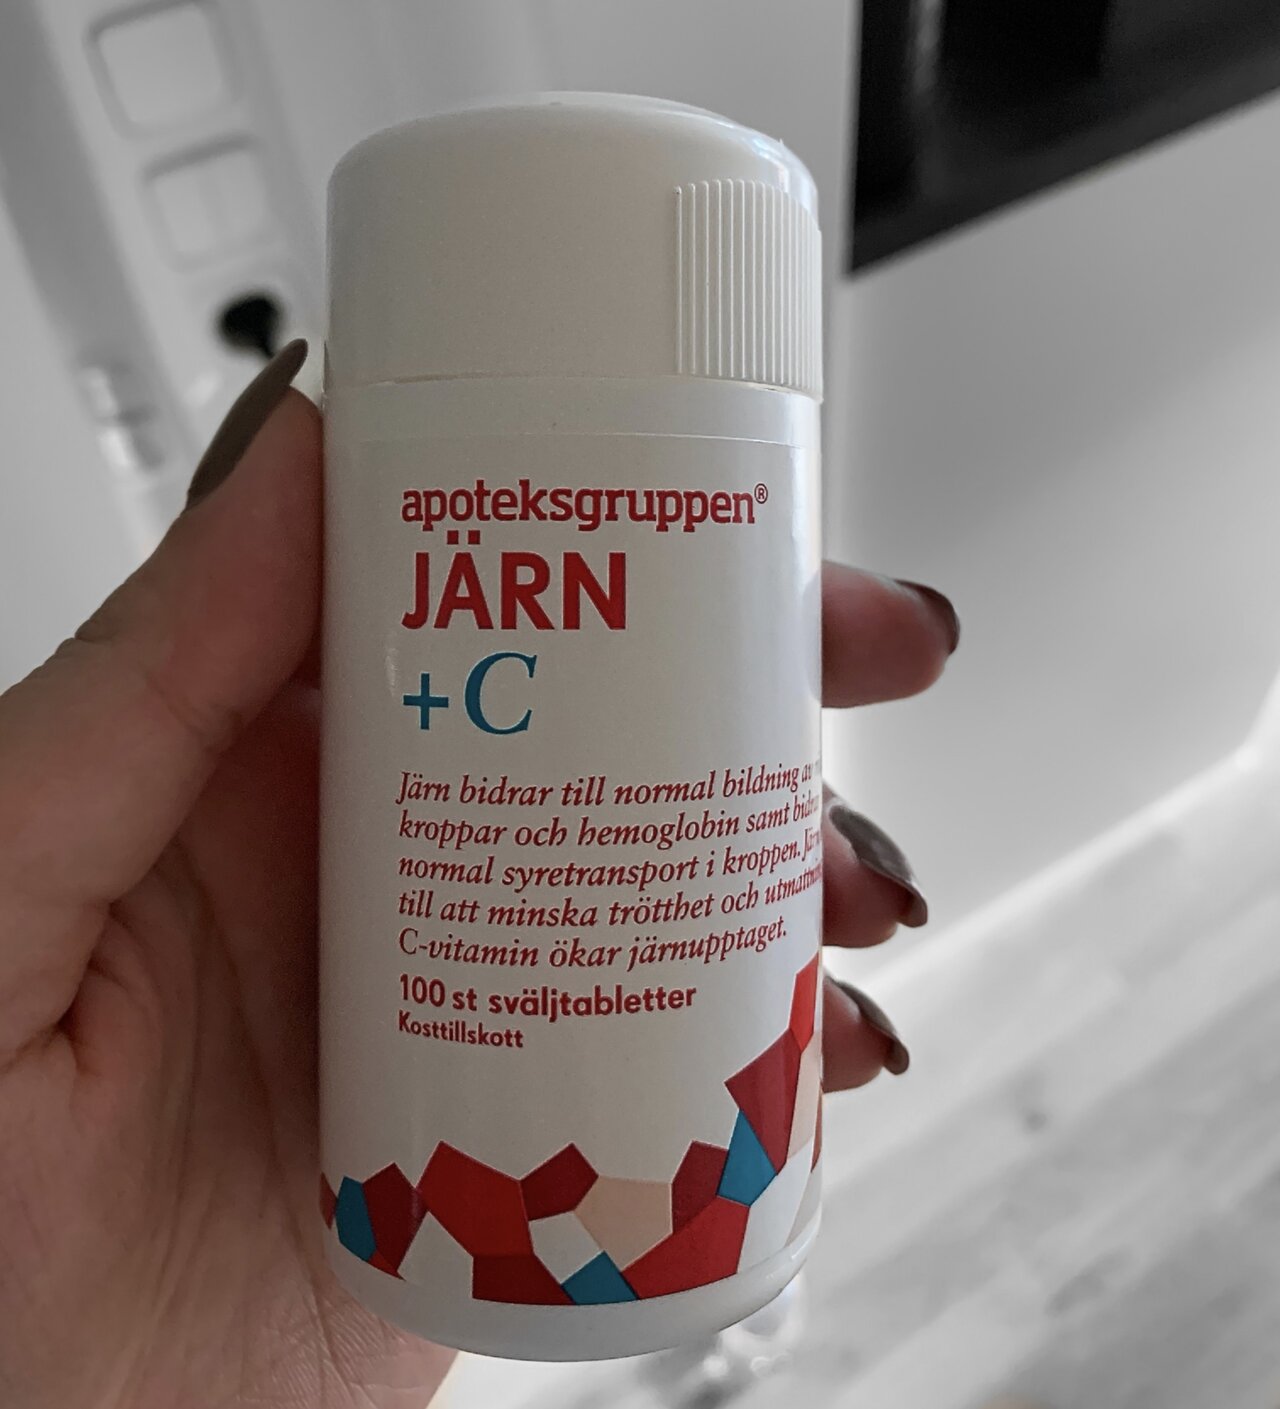 apoteksgruppen®
JÄRN
+C
Järn bidrar till normal bildning av
kroppar och hemoglobin samt
normal syretransport i kroppen.
till att minska trötthet och
C-vitamin ökar järnupptaget.
100 st sväljtabletter
Kosttillskott